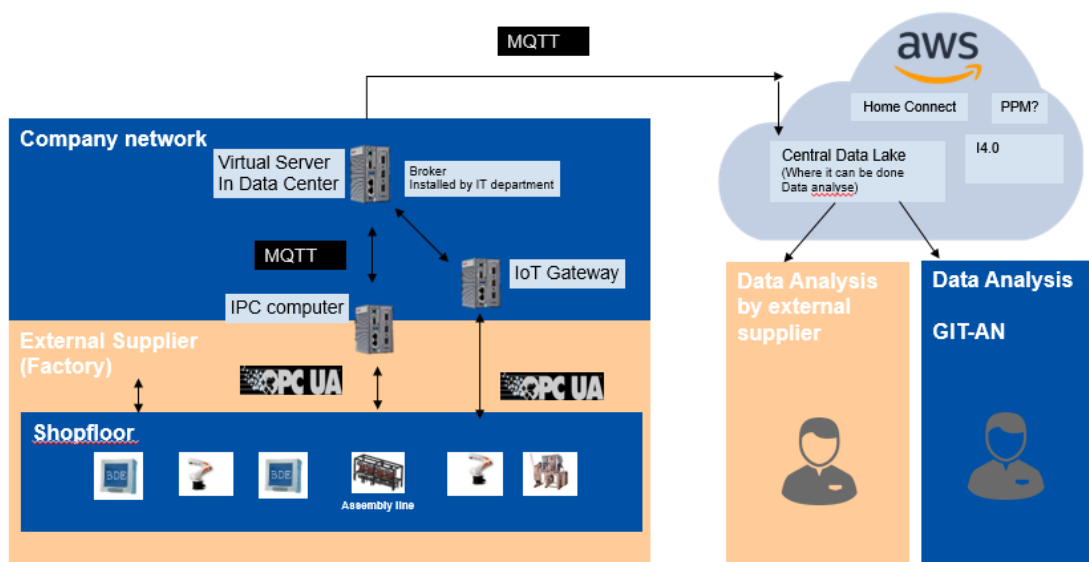 MQTT
aws
Home Connect
PPM?
I4.0
Central Data Lake
(Where it can be done
Data analyse)
Company network
Virtual Server
In Data Center
Broker
Installed by IT department
MQTT
IoT Gateway
IPC computer
External Supplier
(Factory)
OPC UA
OPC UA
Shopfloor
BDE
BDE
Assembly line
Data Analysis
by external
supplier
Data Analysis
GIT-AN